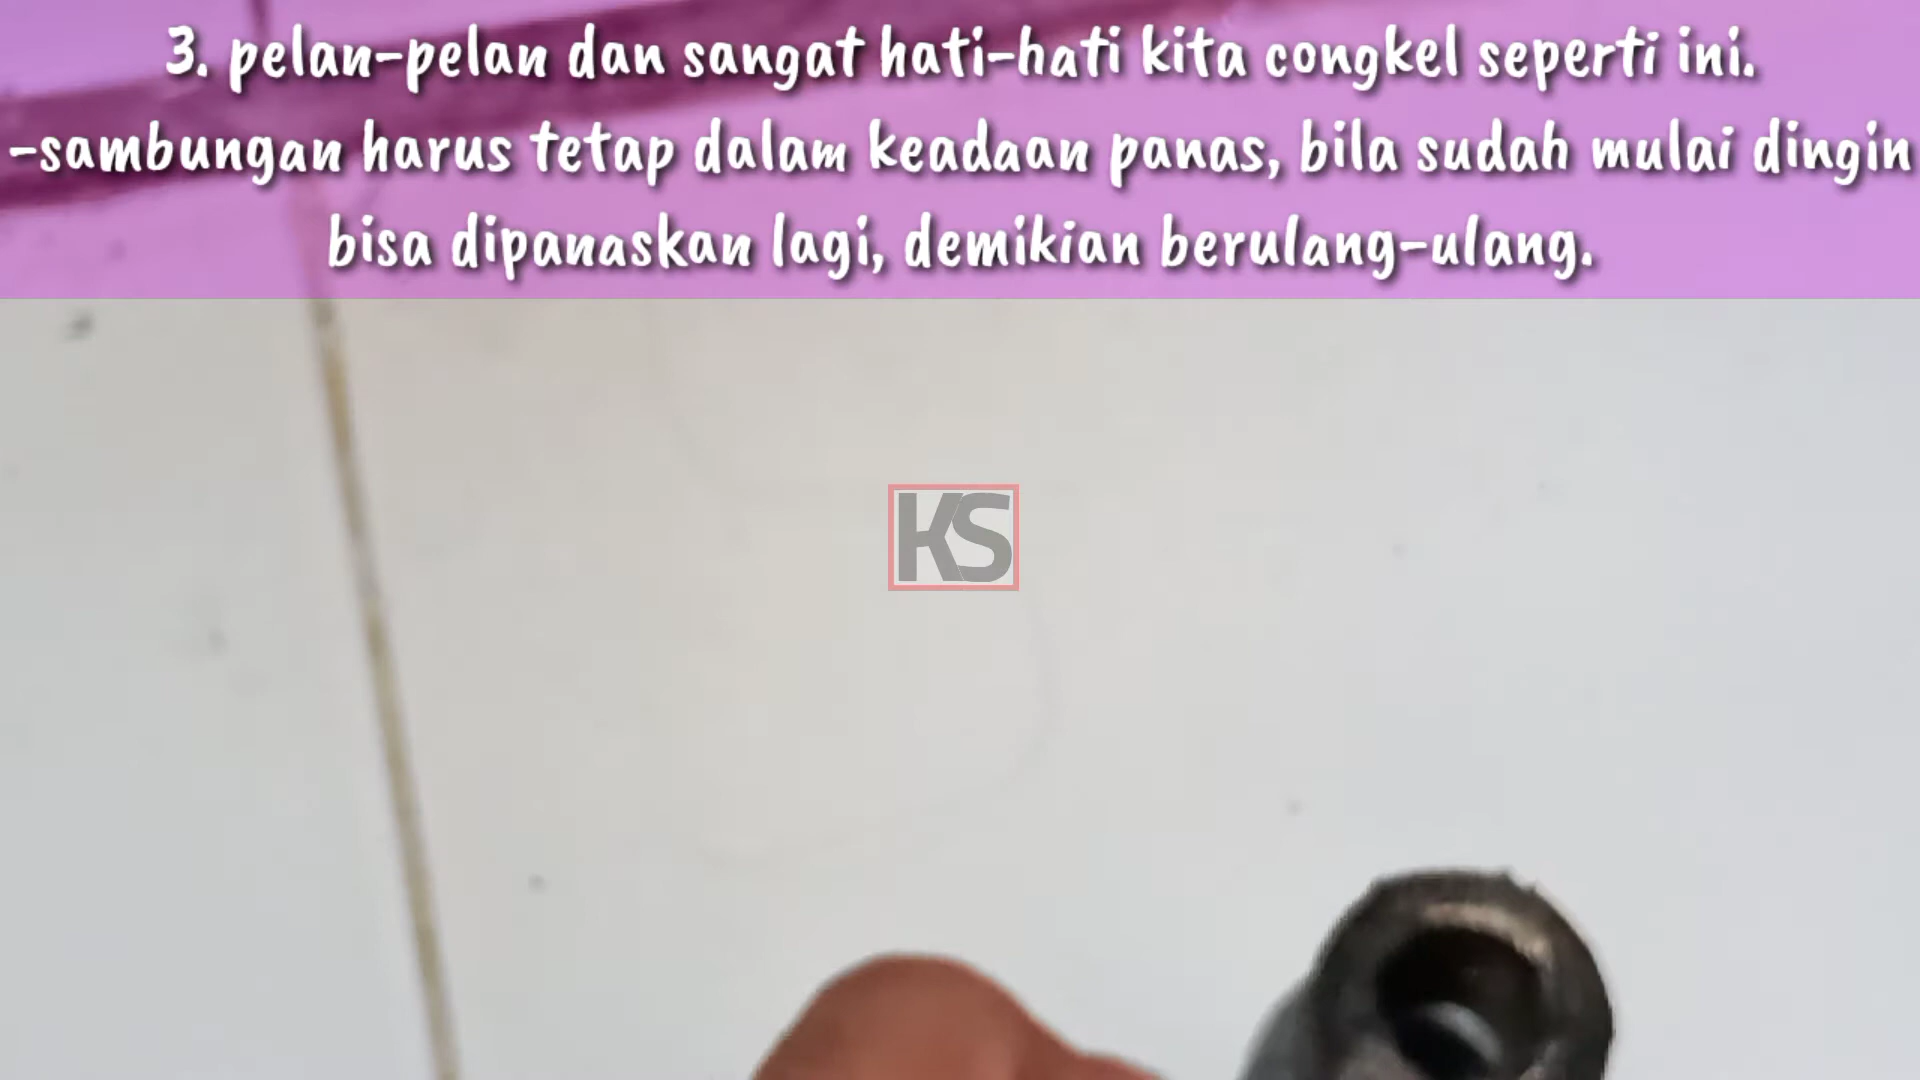 3. pelan-pelan dan sangat hati-hati kita congkel seperti ini.
-sambungan harus tetap dalam keadaan panas, bila sudah mulai dingin
bisa dipanaskan lagi, demikian berulang-ulang.
KS